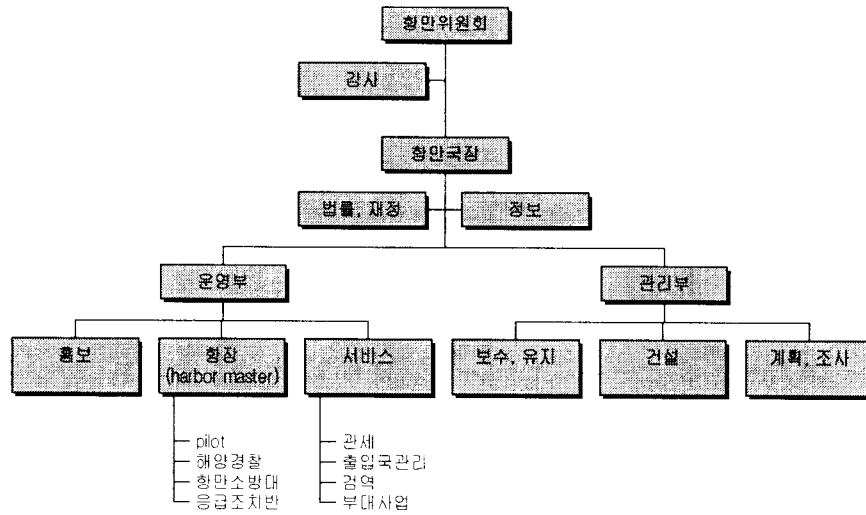 항만위원회
감사
항만국장
법률, 재정
정보
운영부
관리부
홍보
항장
(harbor master)
서비스
보수, 유지
건설
계획, 조사
pilot
해양경찰
항만소방대
응급조치반
관세
출입국관리
검역
부대사업